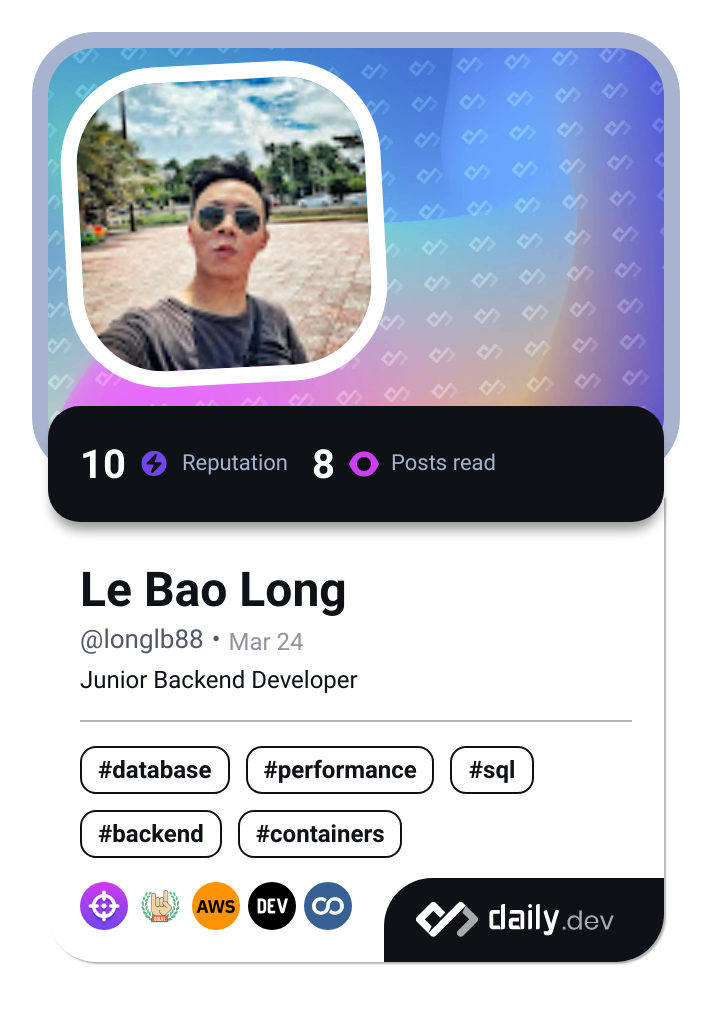 10 Reputation 8 Posts read
Le Bao Long
@longlb88 • Mar 24
Junior Backend Developer
#database #performance #sql
#backend #containers
AWS DEV
daily.dev